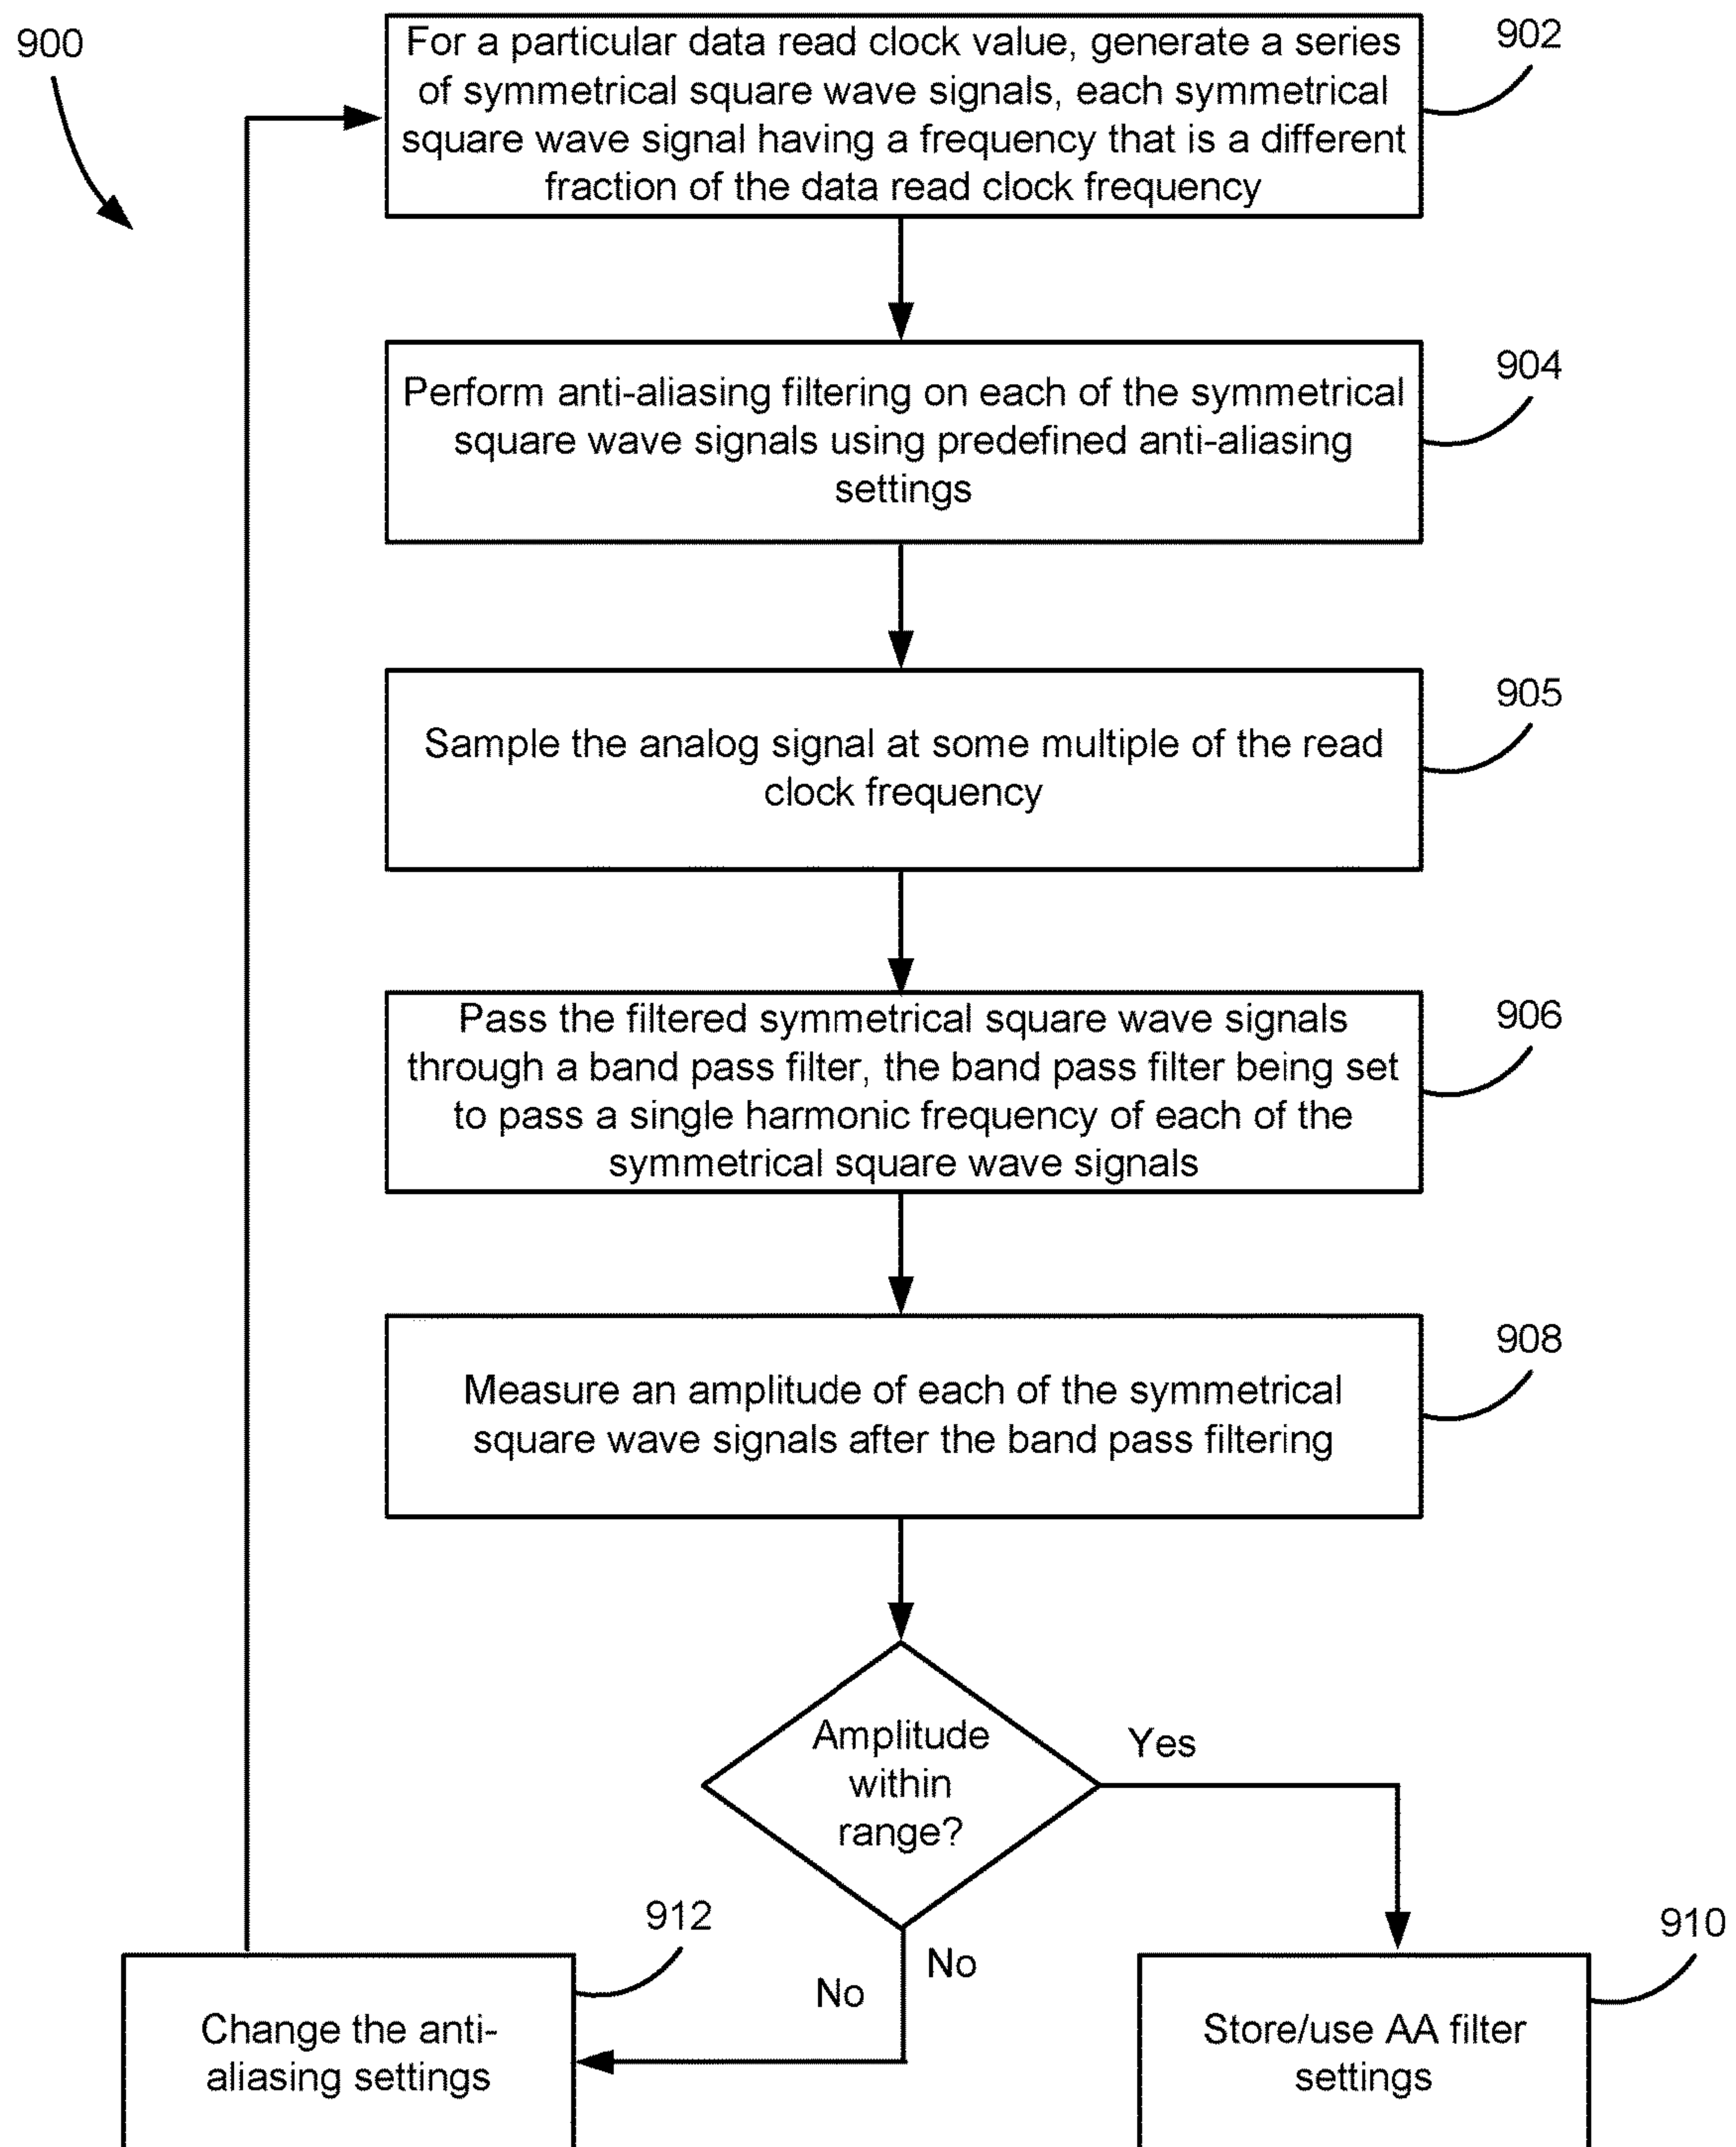 900
For a particular data read clock value, generate a series
of symmetrical square wave signals, each symmetrical
square wave signal having a frequency that is a different
fraction of the data read clock frequency
902
Perform anti-aliasing filtering on each of the symmetrical
square wave signals using predefined anti-aliasing
settings
904
Sample the analog signal at some multiple of the read
clock frequency
905
Pass the filtered symmetrical square wave signals
through a band pass filter, the band pass filter being set
to pass a single harmonic frequency of each of the
symmetrical square wave signals
906
Measure an amplitude of each of the symmetrical
square wave signals after the band pass filtering
908
Amplitude
within
range?
Yes
No
No
912
Change the anti-
aliasing settings
910
Store/use AA filter
settings